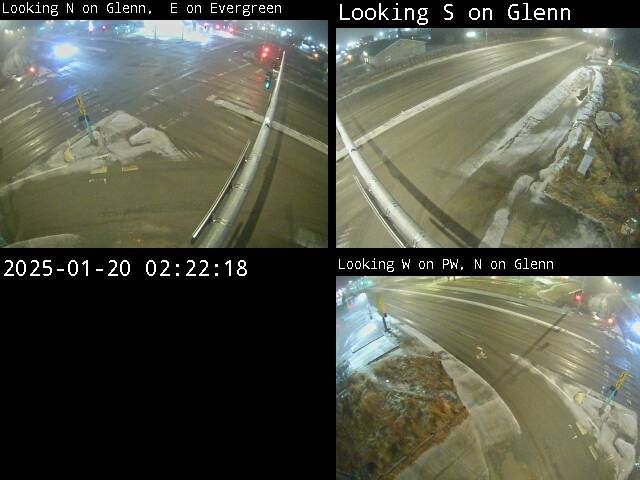 Looking N on Glenn, E on Evergreen
Looking S on Glenn
2025-01-20 02:22:18
Looking W on PW, N on Glenn